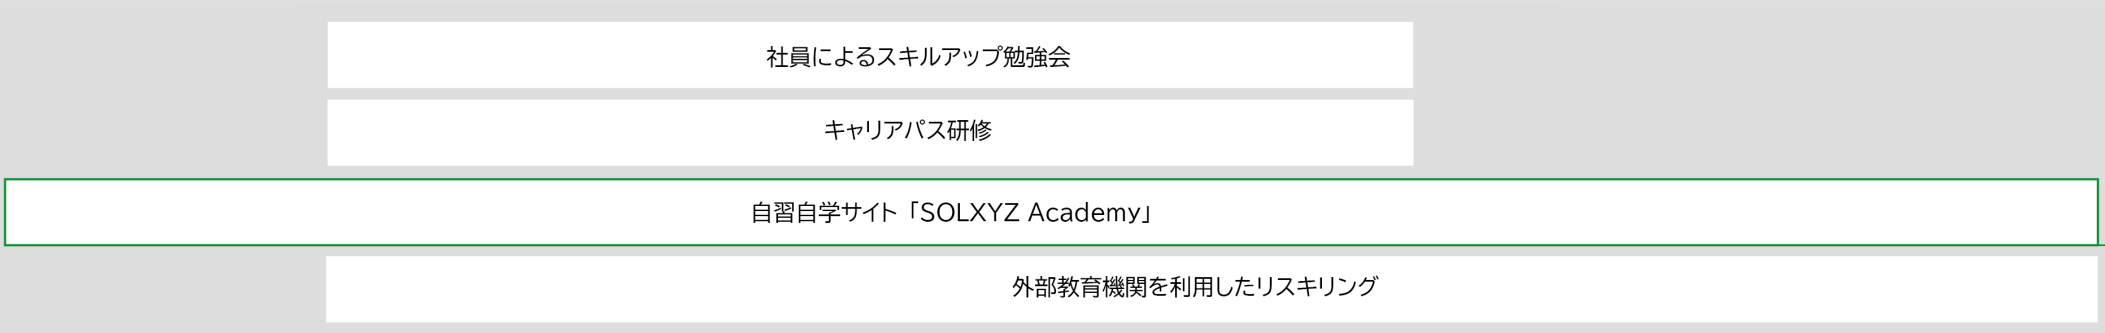 社員によるスキルアップ勉強会
キャリアパス研修
自習自学サイト「SOLXYZ Academy」
外部教育機関を利用したリスキリング